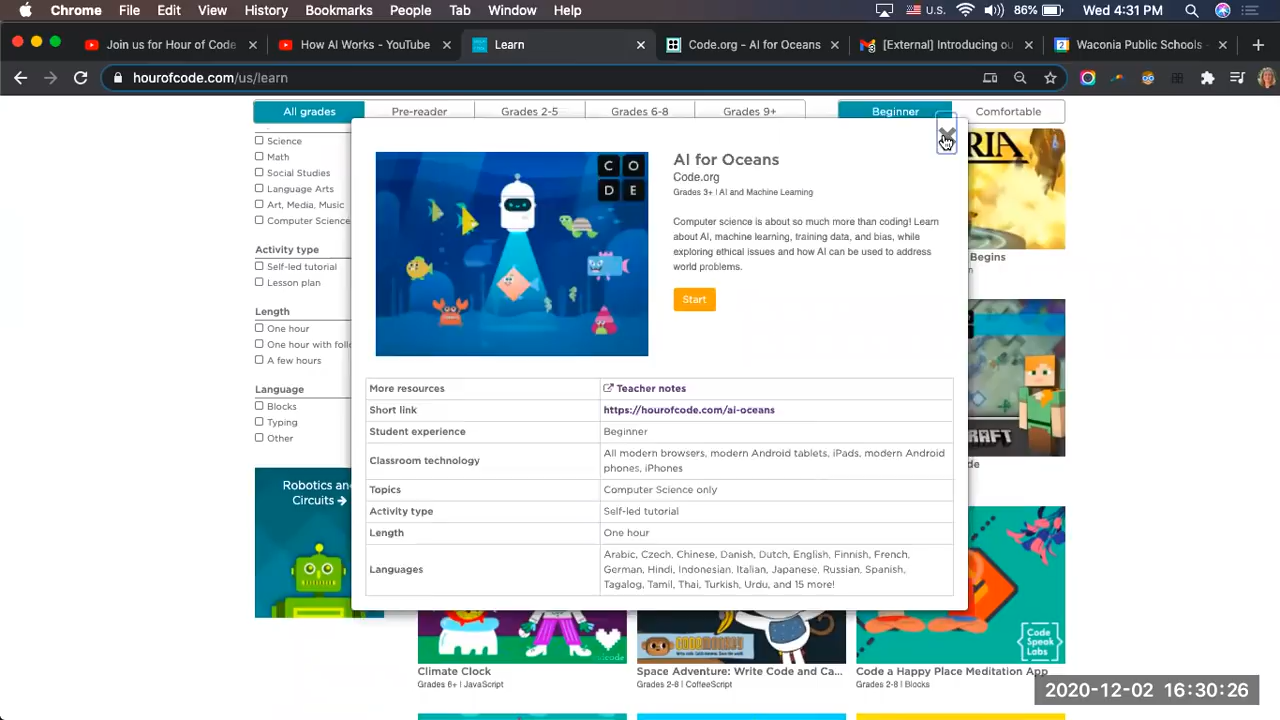 Chrome File Edit View History Bookmarks People Tab Window Help U.S. 86% Wed 4:31 PM
Join us for Hour of Code
How AI Works - YouTube
Learn
Code.org - AI for Oceans
[External] Introducing ou
Waconia Public Schools -
hourofcode.com/us/learn
All grades Pre-reader Grades 2-5 Grades 6-8 Grades 9+ Beginner Comfortable
Science
Math
Social Studies
Language Arts
Art, Media, Music
Computer Science
Activity type
Self-led tutorial
Lesson plan
Length
One hour
One hour with foll
A few hours
Language
Blocks
Typing
Other
Robotics an
Circuits
C O
D E
AI for Oceans
Code.org
Grades 3+ | AI and Machine Learning
Computer science is about so much more than coding! Learn
about AI, machine learning, training data, and bias, while
exploring ethical issues and how AI can be used to address
world problems.
Start
More resources Teacher notes
Short link https://hourofcode.com/ai-oceans
Student experience Beginner
Classroom technology All modern browsers, modern Android tablets, iPads, modern Android
phones, iPhones
Topics Computer Science only
Activity type Self-led tutorial
Length One hour
Languages Arabic, Czech, Chinese, Danish, Dutch, English, Finnish, French,
German, Hindi, Indonesian, Italian, Japanese, Russian, Spanish,
Tagalog, Tamil, Thai, Turkish, Urdu, and 15 more!
RIA
Begins
RAFT
de
Code
Speak
Labs
Climate Clock
Grades 6+ | JavaScript
Space Adventure: Write Code and Ca...
Grades 2-8 | CoffeeScript
Code a Happy Place Meditation App
Grades 2-8 | Blocks
2020-12-02 16:30:26